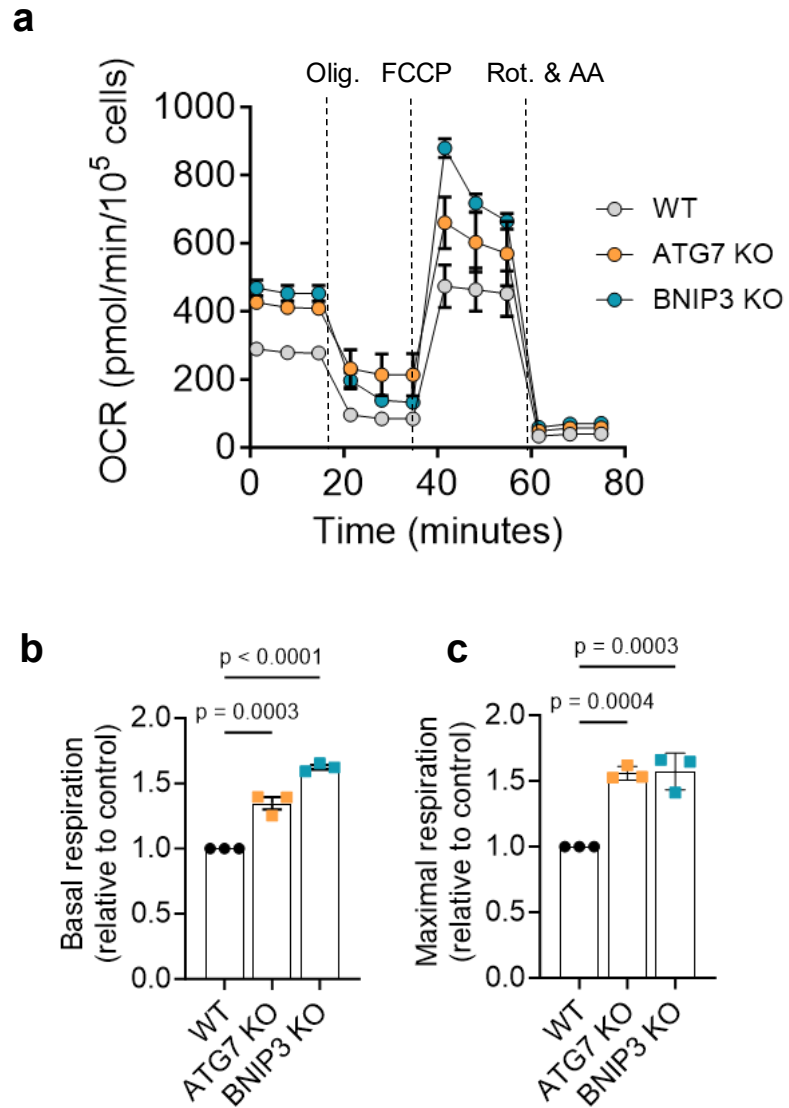 a
Olig. FCCP Rot. & AA
1000
800
600
400
200
0
OCR (pmol/min/10⁵ cells)
0 20 40 60 80
Time (minutes)
WT
ATG7 KO
BNIP3 KO
b
p < 0.0001
p = 0.0003
2.0
1.5
1.0
0.5
0.0
Basal respiration
(relative to control)
WT
ATG7 KO
BNIP3 KO
c
p = 0.0003
p = 0.0004
2.0
1.5
1.0
0.5
0.0
Maximal respiration
(relative to control)
WT
ATG7 KO
BNIP3 KO